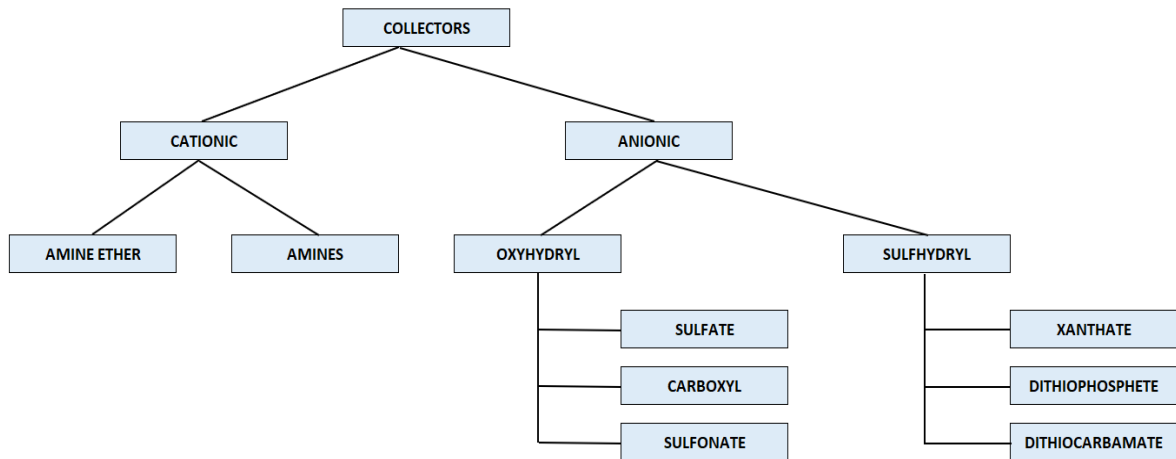 COLLECTORS
CATIONIC
ANIONIC
AMINE ETHER
AMINES
OXYHYDRYL
SULFHYDRYL
SULFATE
XANTHATE
CARBOXYL
DITHIOPHOSPHETE
SULFONATE
DITHIOCARBAMATE